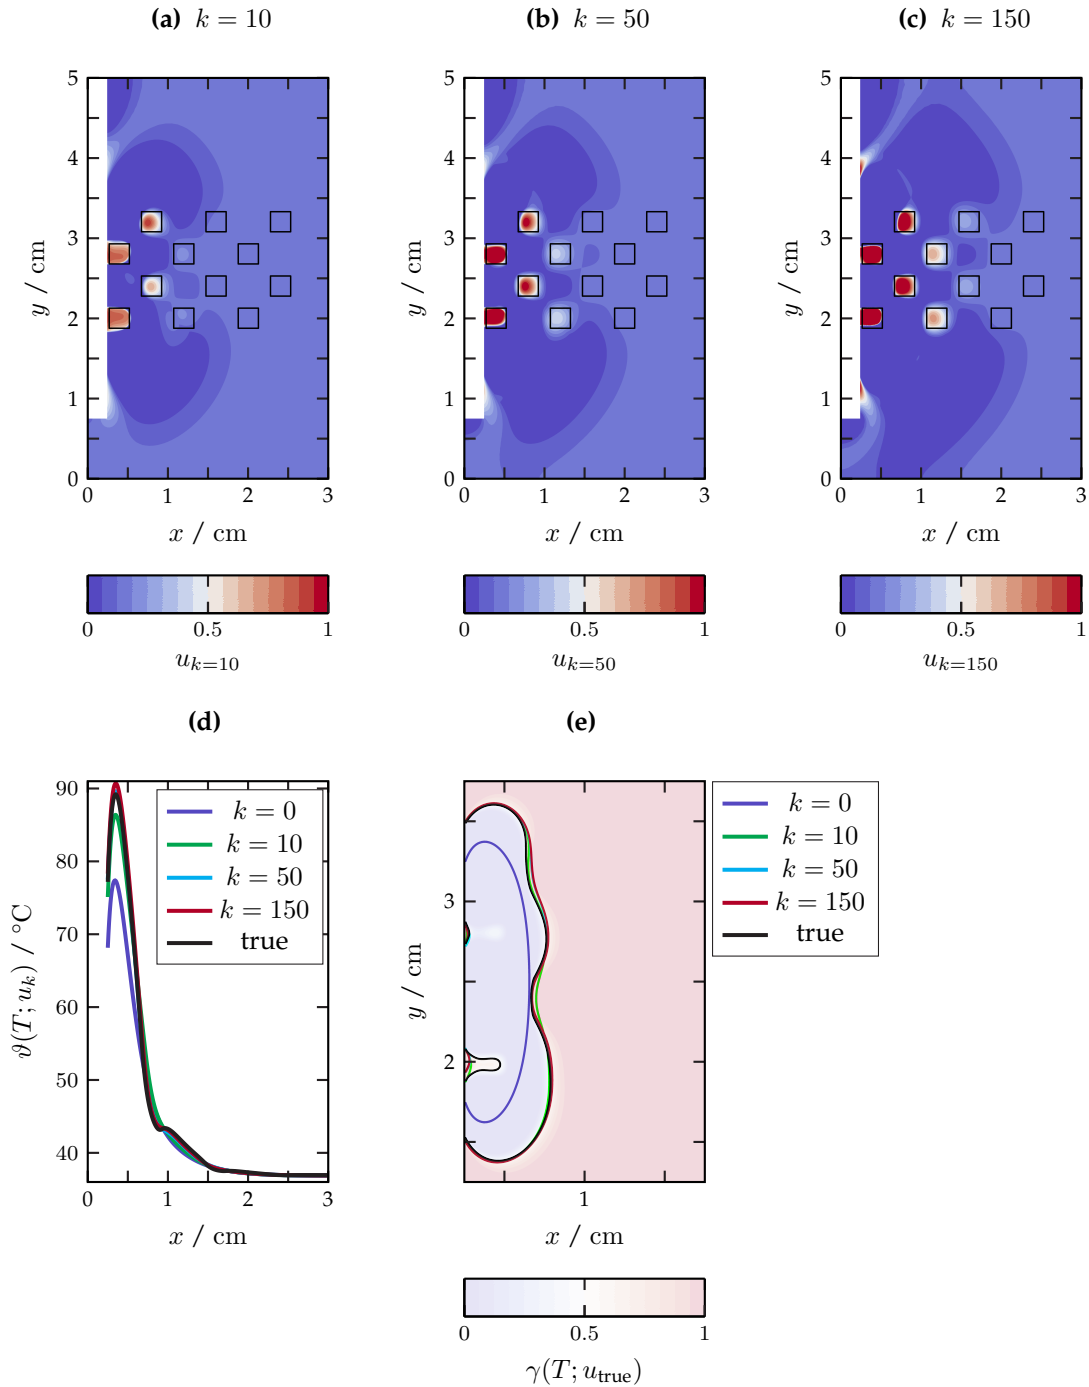 (a) k = 10
(b) k = 50
(c) k = 150
5
4
3
2
1
0
y / cm
0 1 2 3
x / cm
5
4
3
2
1
0
y / cm
0 1 2 3
x / cm
5
4
3
2
1
0
y / cm
0 1 2 3
x / cm
0 0.5 1
u_{k=10}
0 0.5 1
u_{k=50}
0 0.5 1
u_{k=150}
(d)
90
80
70
60
50
40
ϑ(T; u_k) / °C
k = 0
k = 10
k = 50
k = 150
true
0 1 2 3
x / cm
(e)
3
2
y / cm
k = 0
k = 10
k = 50
k = 150
true
1
x / cm
0 0.5 1
γ(T; u_{true})